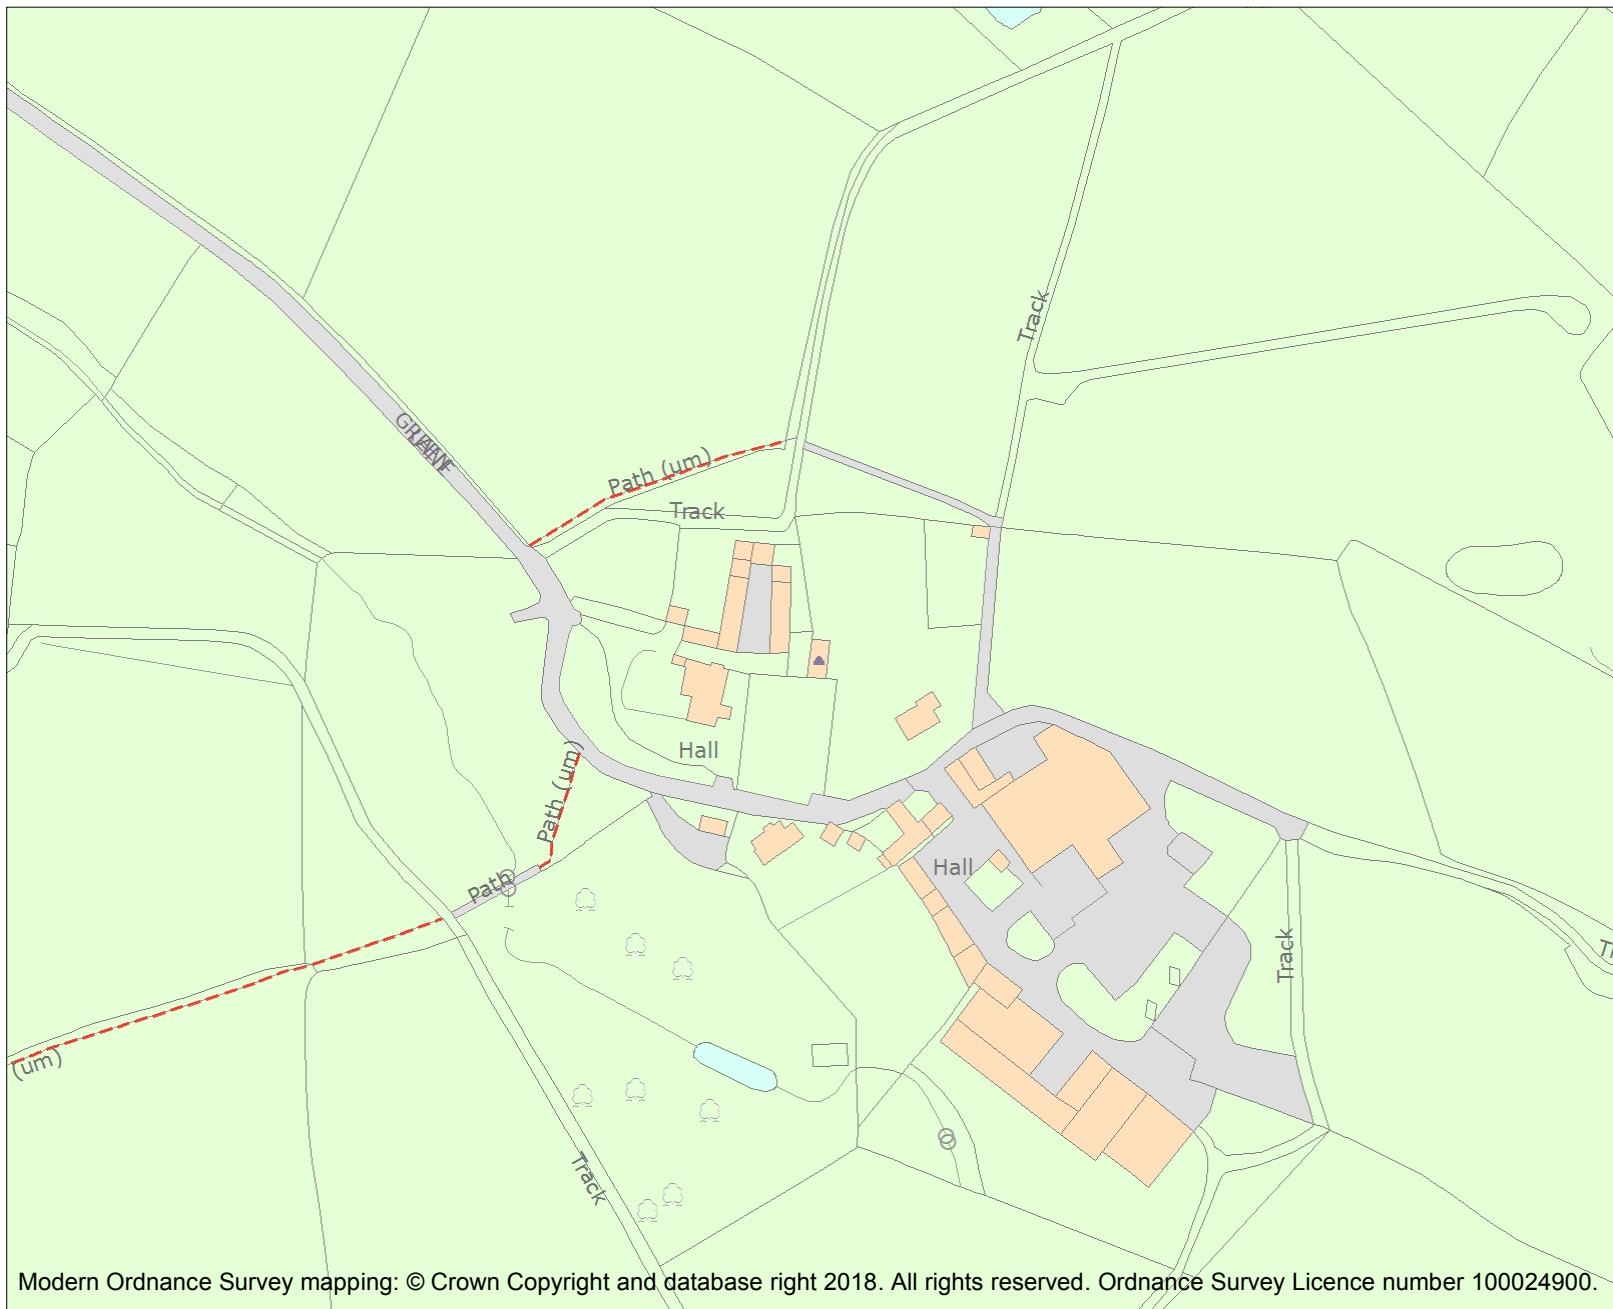 Track
Path (um)
Track
Hall
Path (um)
Hall
Path
Track
(um)
Track
Modern Ordnance Survey mapping: © Crown Copyright and database right 2018. All rights reserved. Ordnance Survey Licence number 100024900.